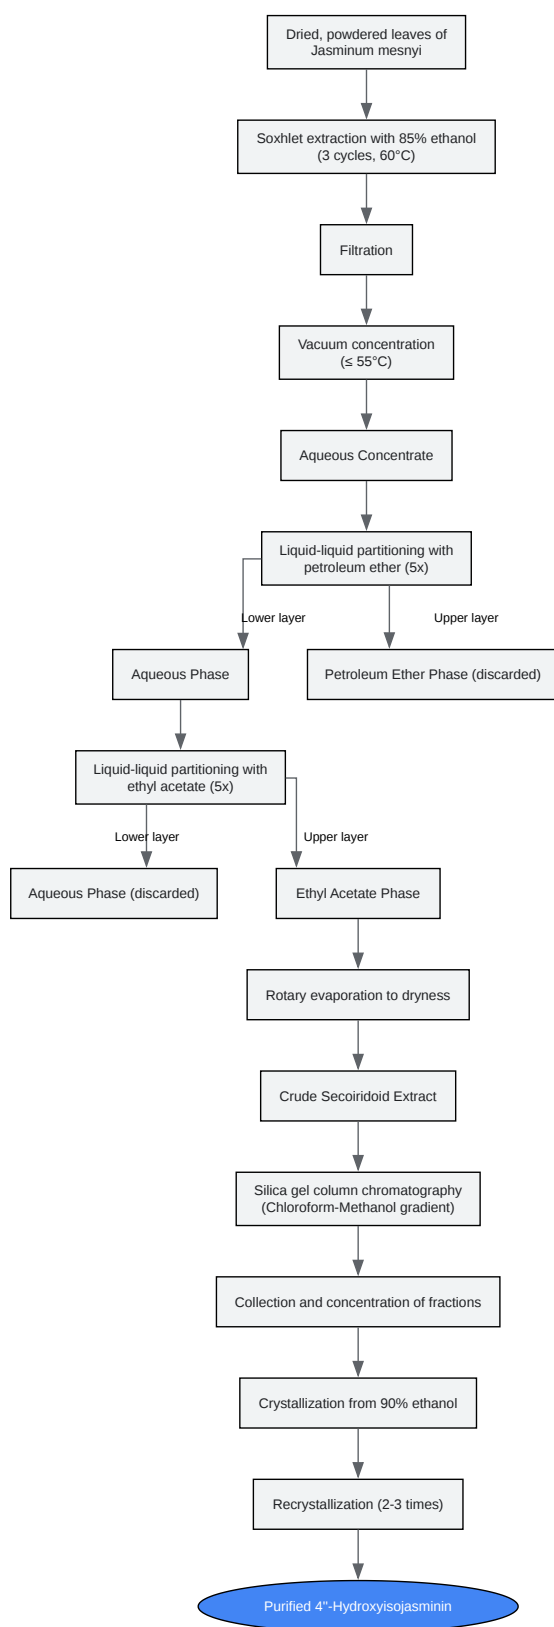 Dried, powdered leaves of
Jasminum mesnyi
Soxhlet extraction with 85% ethanol
(3 cycles, 60°C)
Filtration
Vacuum concentration
(≤ 55°C)
Aqueous Concentrate
Liquid-liquid partitioning with
petroleum ether (5x)
Lower layer
Upper layer
Aqueous Phase
Petroleum Ether Phase (discarded)
Liquid-liquid partitioning with
ethyl acetate (5x)
Lower layer
Upper layer
Aqueous Phase (discarded)
Ethyl Acetate Phase
Rotary evaporation to dryness
Crude Secoiridoid Extract
Silica gel column chromatography
(Chloroform-Methanol gradient)
Collection and concentration of fractions
Crystallization from 90% ethanol
Recrystallization (2-3 times)
Purified 4''-Hydroxyisojasminin